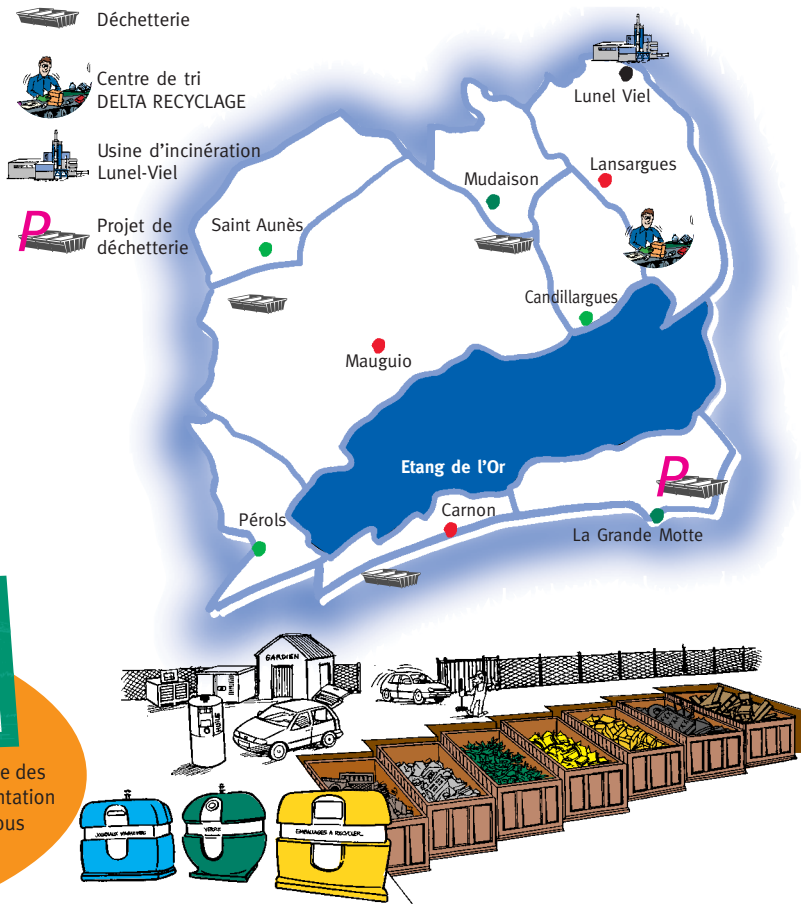 Déchetterie
Centre de tri
DELTA RECYCLAGE
Usine d'incinération
Lunel-Viel
P
Projet de
déchetterie
Lunel Viel
Lansargues
Mudaison
Saint Aunès
Candillargues
Mauguio
Etang de l'Or
P
Carnon
Pérols
La Grande Motte
GARDIEN
HUILE
e des
ntation
ous
VERRE
EMBALLAGES A RECYCLER